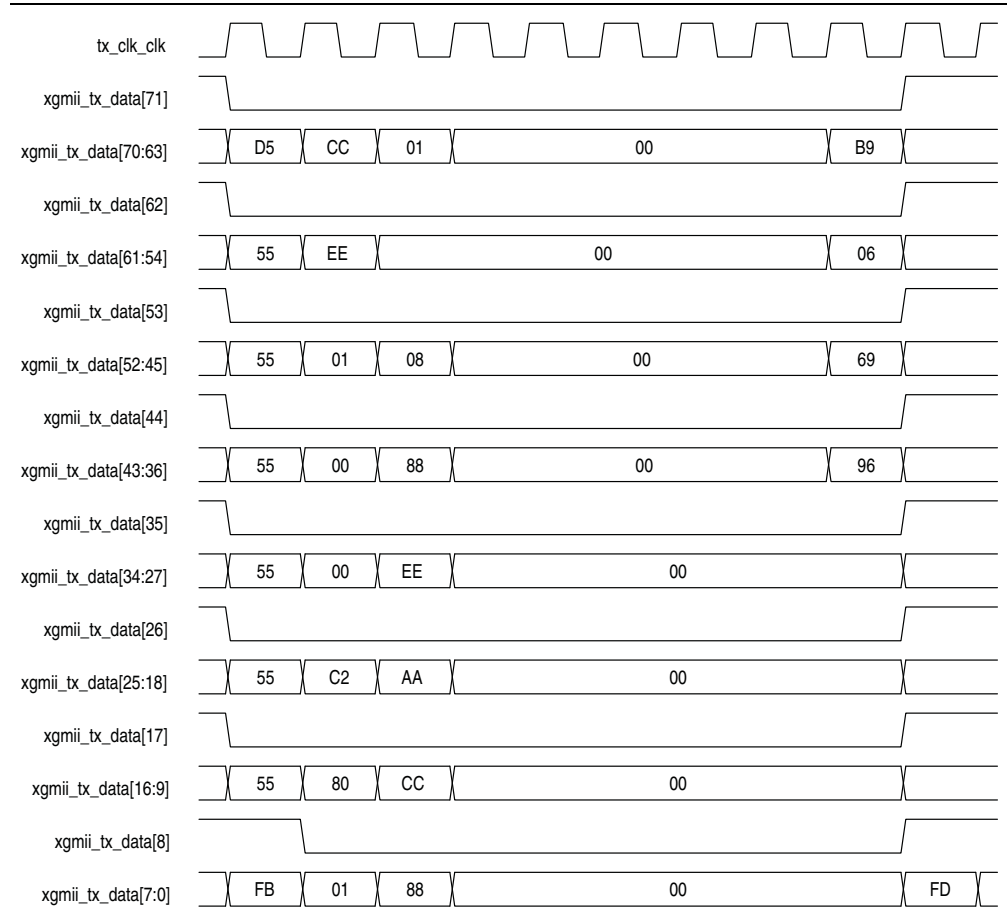 tx_clk_clk
xgmii_tx_data[71]
xgmii_tx_data[70:63] D5 CC 01 00 B9
xgmii_tx_data[62]
xgmii_tx_data[61:54] 55 EE 00 06
xgmii_tx_data[53]
xgmii_tx_data[52:45] 55 01 08 00 69
xgmii_tx_data[44]
xgmii_tx_data[43:36] 55 00 88 00 96
xgmii_tx_data[35]
xgmii_tx_data[34:27] 55 00 EE 00
xgmii_tx_data[26]
xgmii_tx_data[25:18] 55 C2 AA 00
xgmii_tx_data[17]
xgmii_tx_data[16:9] 55 80 CC 00
xgmii_tx_data[8]
xgmii_tx_data[7:0] FB 01 88 00 FD